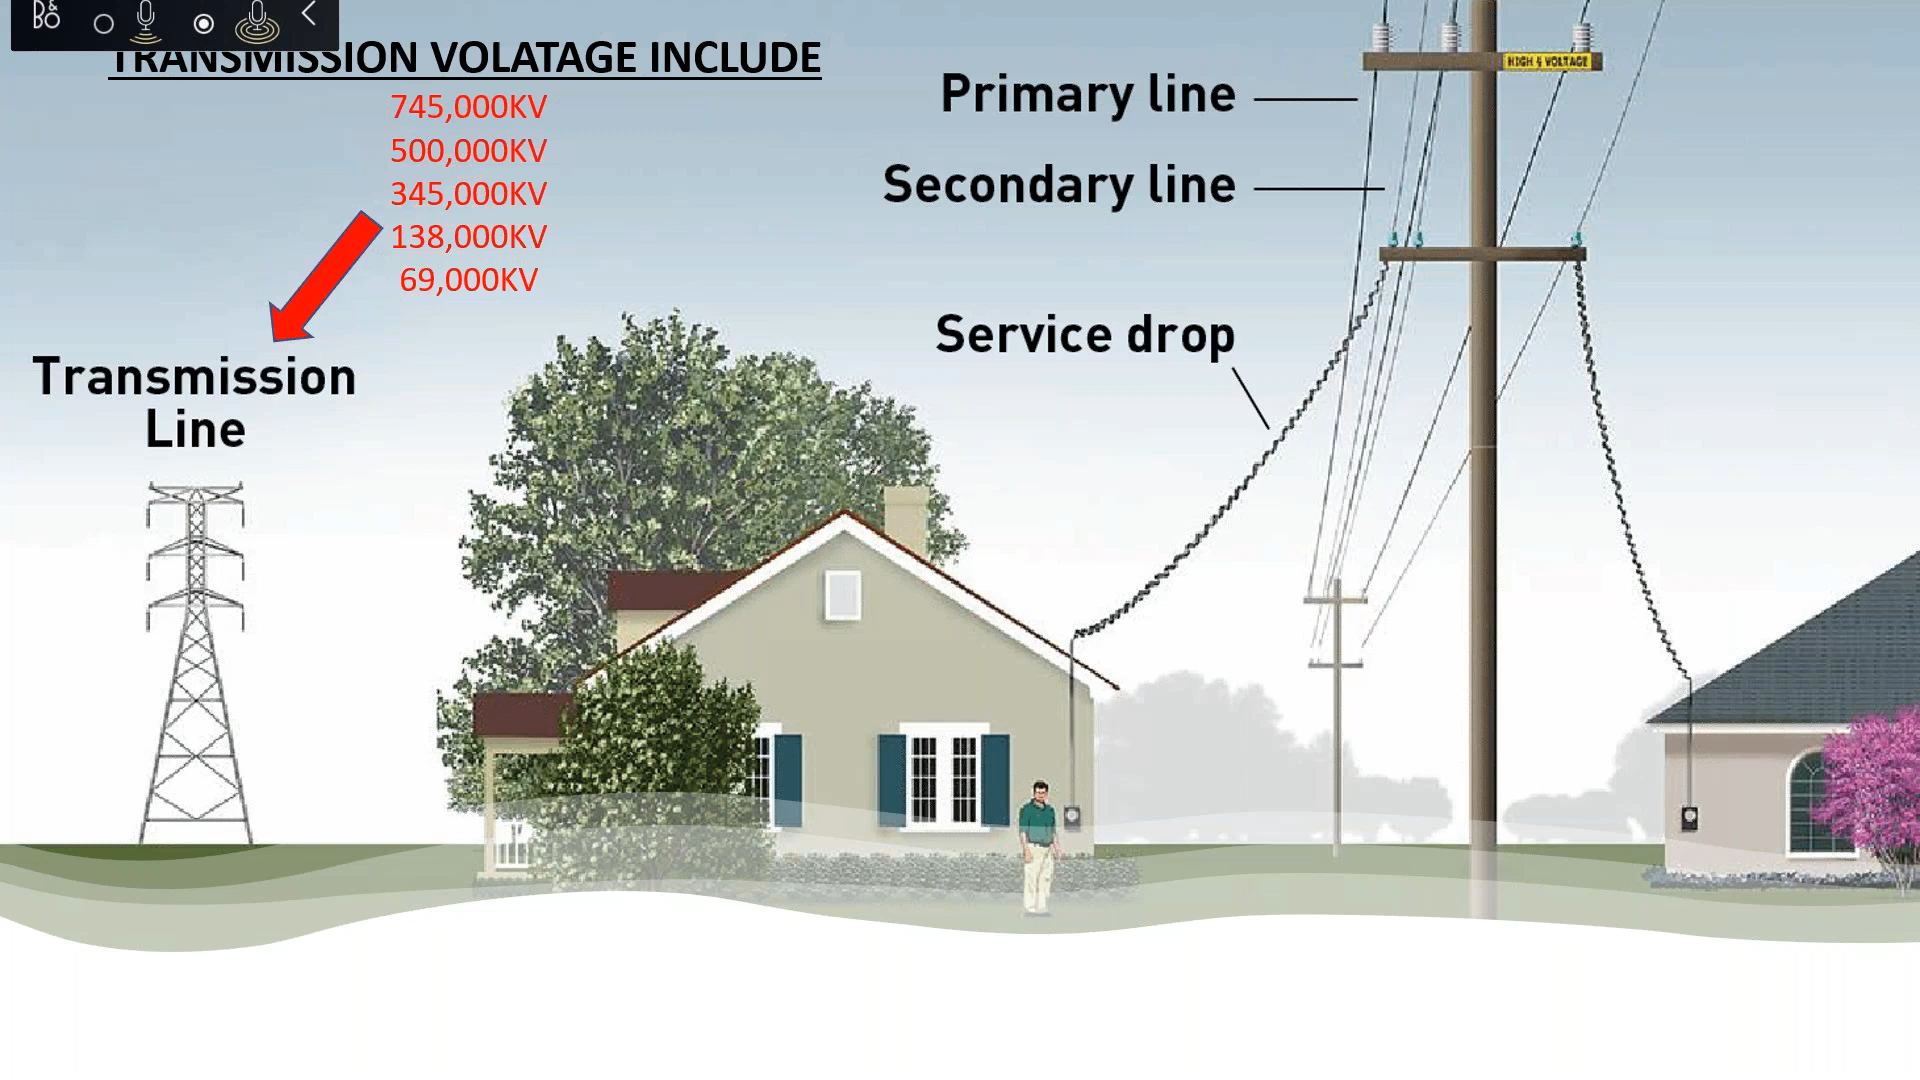 B&O
TRANSMISSION VOLATAGE INCLUDE
745,000KV
500,000KV
345,000KV
138,000KV
69,000KV
Transmission
Line
Primary line
HIGH VOLTAGE
Secondary line
Service drop